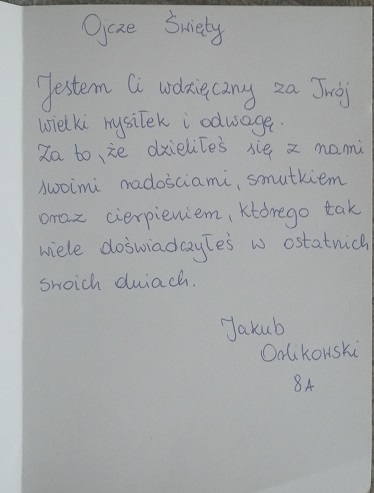 Ojcze Święty
Jestem Ci wdzięczny za Twój
wielki wysiłek i odwagę.
Za to, że dzieliłeś się z nami
swoimi radościami, smutkiem
oraz cierpieniem, którego tak
wiele doświadczyłeś w ostatnich
swoich dniach.
Jakub
Orlikowski
8A